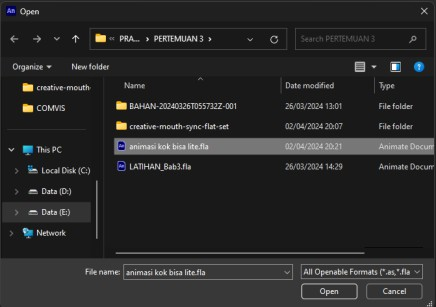 An Open
PRA... PERTEMUAN 3 Search PERTEMUAN 3
Organize New folder
Name Date modified Type
creative-mouth-
COMVIS
This PC
Local Disk (C:)
Data (D:)
Data (E:)
Network
BAHAN-20240326T055732Z-001 26/03/2024 13:01 File folder
creative-mouth-sync-flat-set 02/04/2024 20:07 File folder
animasi kok bisa lite.fla 02/04/2024 20:21 Animate Docum
LATIHAN_Bab3.fla 26/03/2024 14:29 Animate Docum
File name: animasi kok bisa lite.fla All Openable Formats (*.as,*.fla
Open Cancel